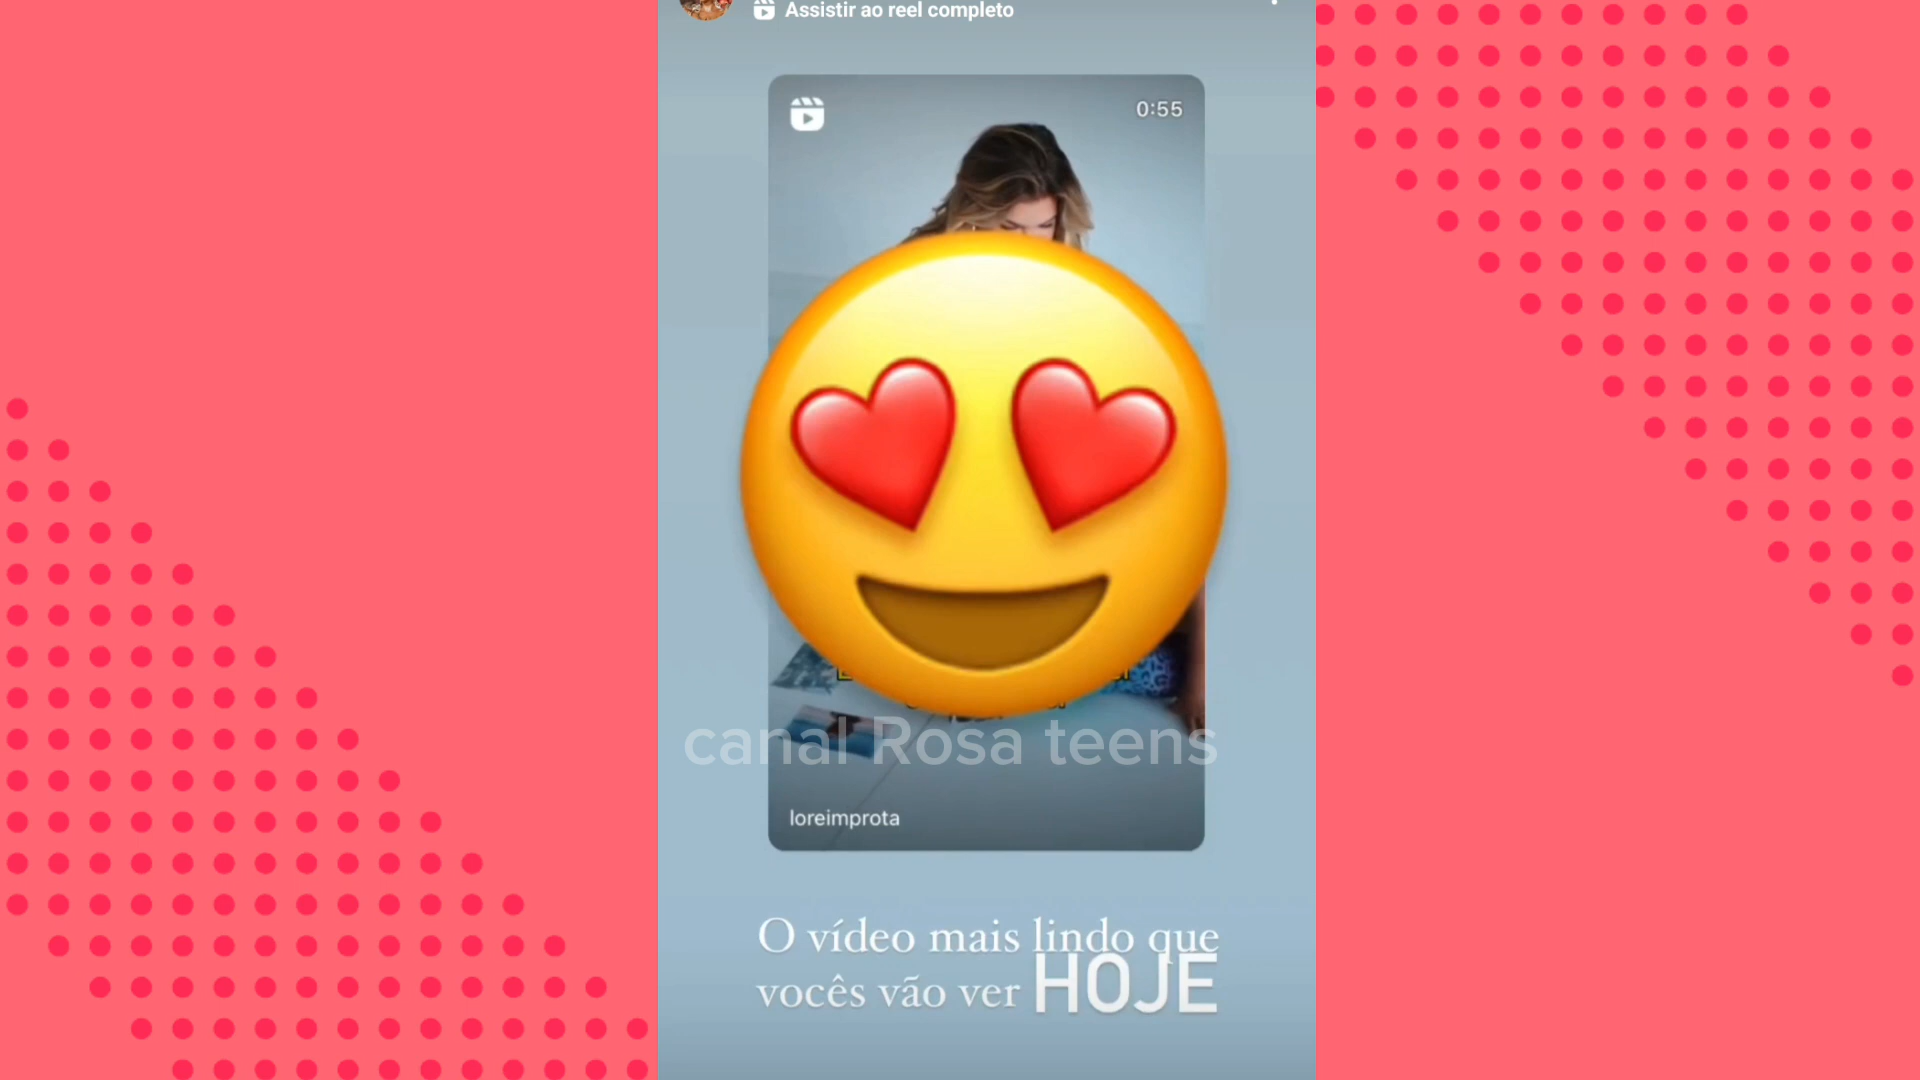 Assistir ao reel completo
0:55
canal Rosa teens
loreimprota
O vídeo mais lindo que
vocês vão ver HOJE